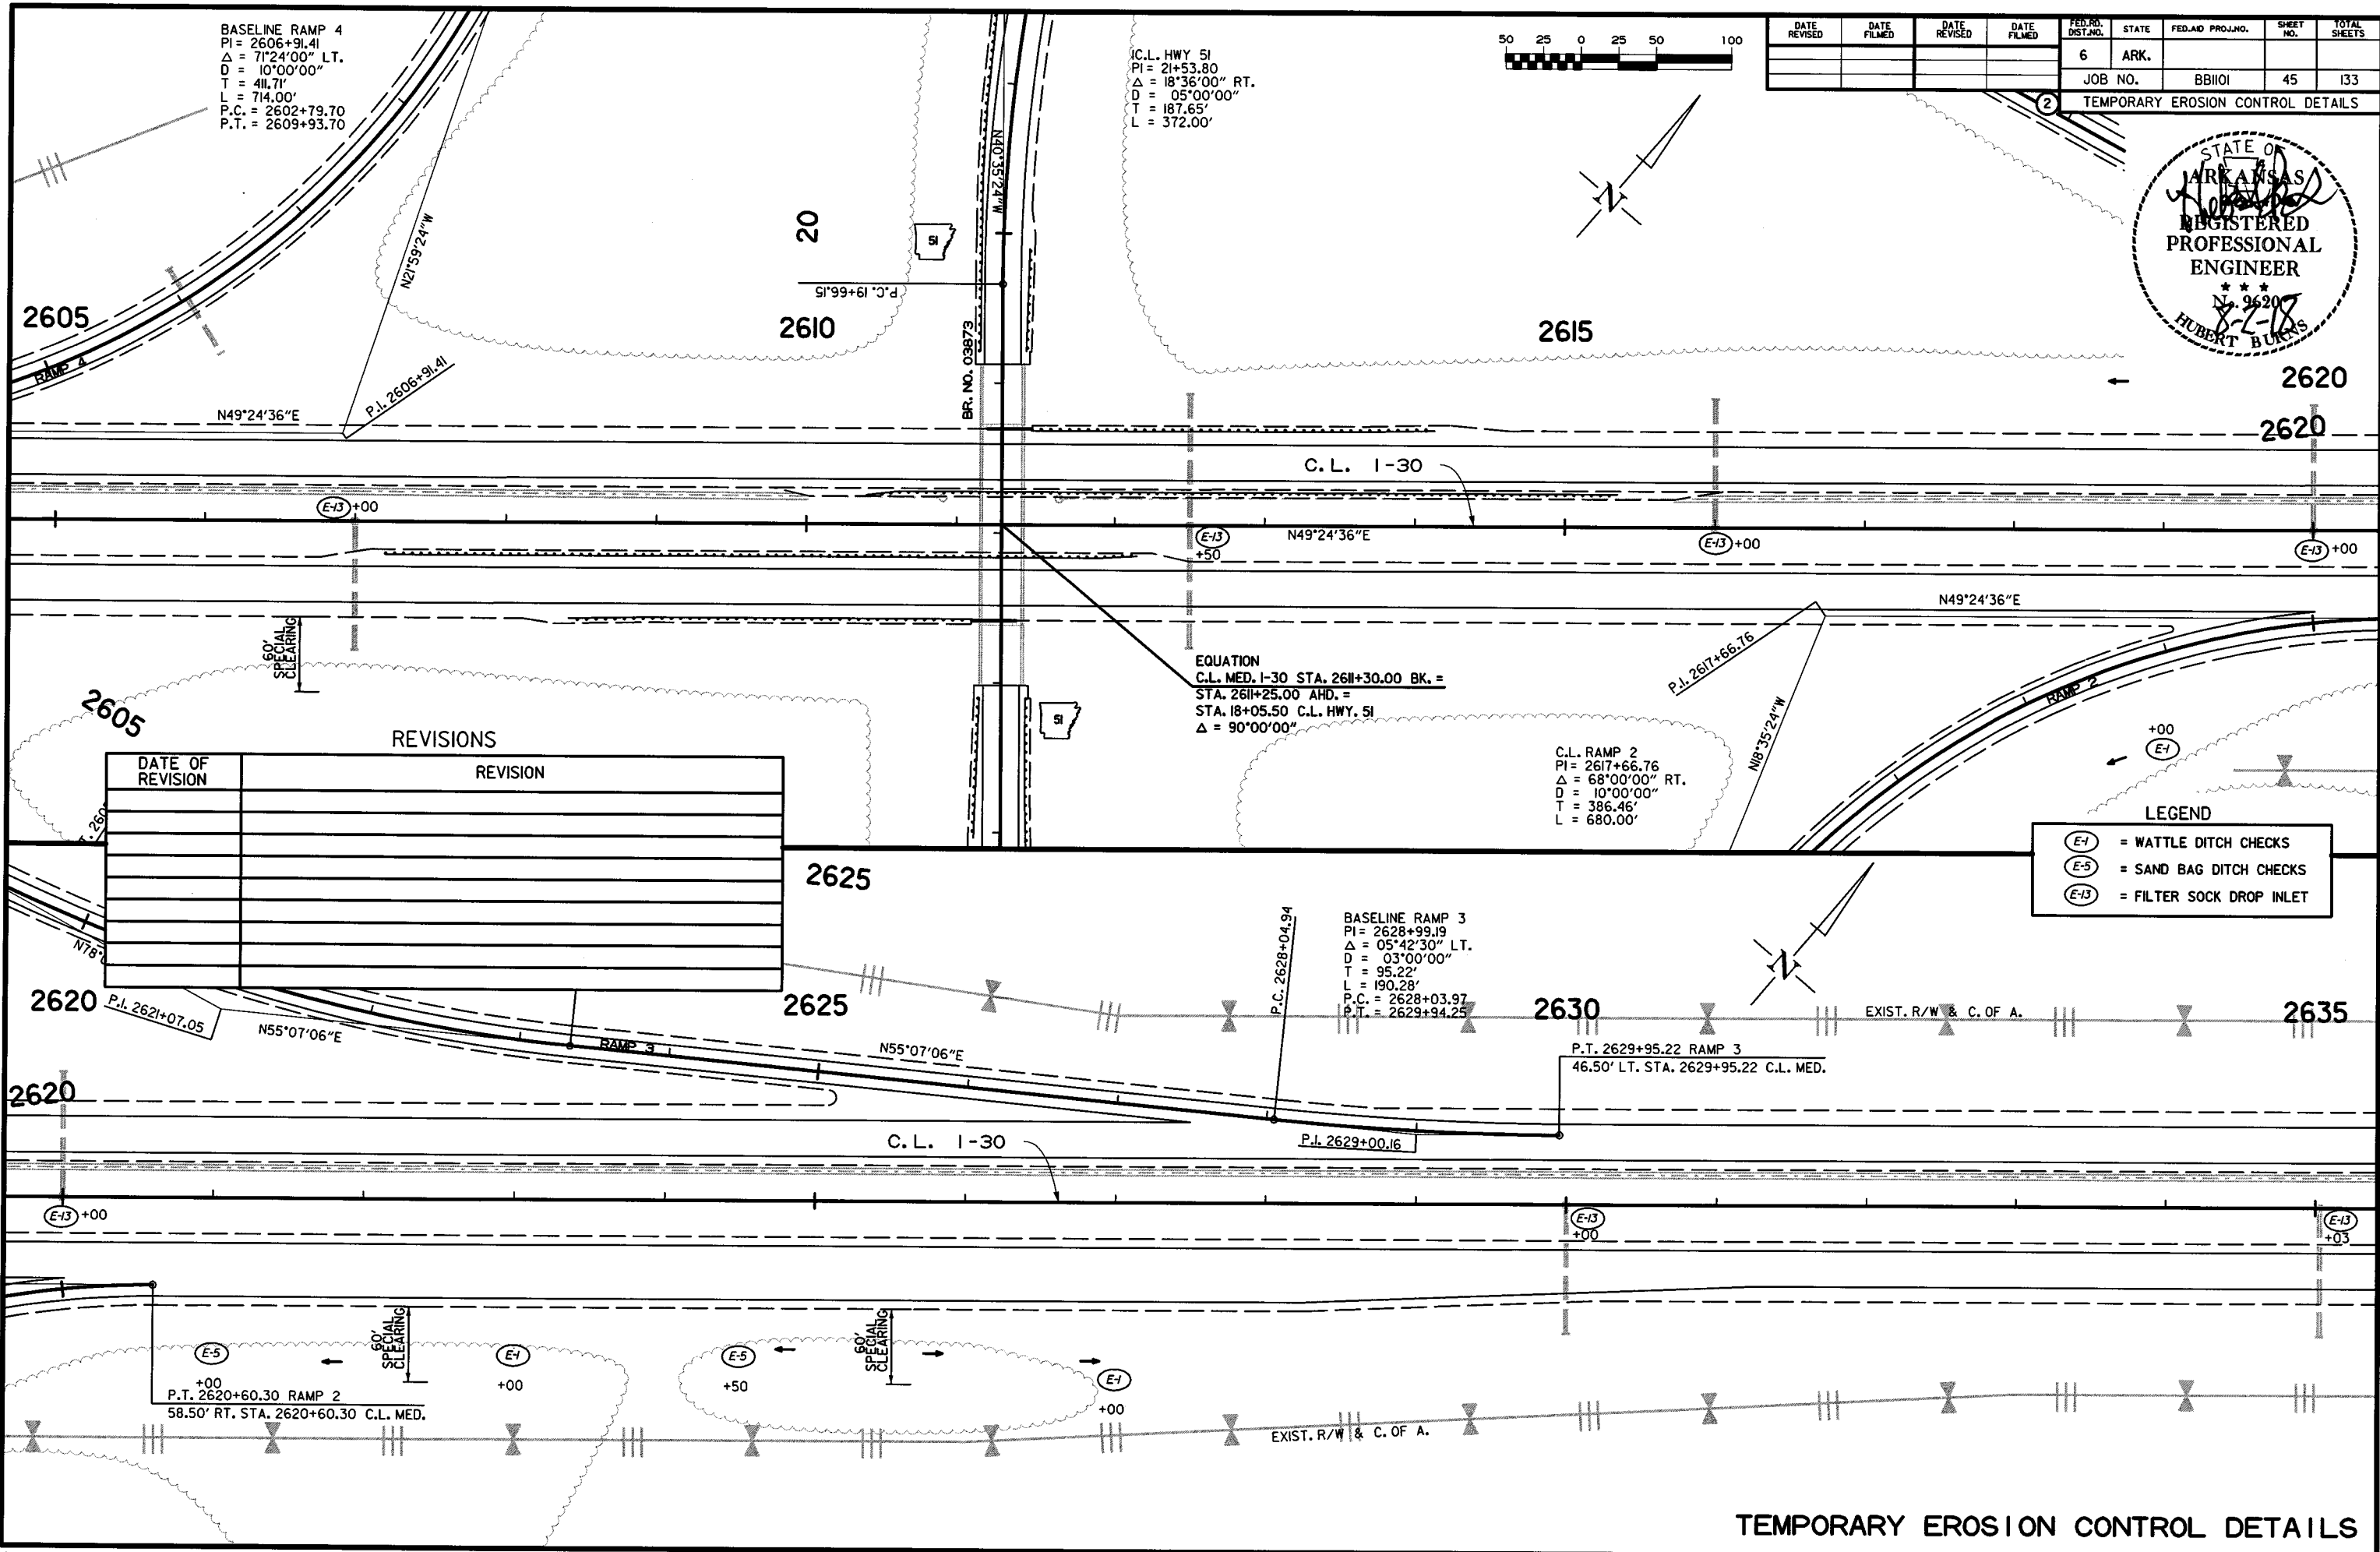 BASELINE RAMP 4
PI = 2606+91.41
Δ = 71°24'00" LT.
D = 10°00'00"
T = 411.71'
L = 714.00'
P.C. = 2602+79.70
P.T. = 2609+93.70
C.L. HWY 51
PI = 21+53.80
Δ = 18°36'00" RT.
D = 05°00'00"
T = 187.65'
L = 372.00'
50 25 0 25 50 100
DATE REVISED
DATE FILMED
DATE REVISED
DATE FILMED
FED.RD. DIST.NO.
STATE
FED.AID PROJ.NO.
SHEET NO.
TOTAL SHEETS
6 ARK.
JOB NO. BB1101 45 133
2 TEMPORARY EROSION CONTROL DETAILS
STATE OF
ARKANSAS
REGISTERED
PROFESSIONAL
ENGINEER
* * *
No. 9620
8-2-18
HUBERT BURNS
N
N40°35'24"W
N21°59'24"W
20
51
P.C. 19+66.15
2605
2610
2615
2620
2620
RAMP 4
P.I. 2606+91.41
BR. NO. 03873
N49°24'36"E
C.L. I-30
E-13 +00
E-13
+50
N49°24'36"E
E-13 +00
E-13 +00
N49°24'36"E
60'
SPECIAL
CLEARING
EQUATION
C.L. MED. I-30 STA. 2611+30.00 BK. =
STA. 2611+25.00 AHD. =
STA. 18+05.50 C.L. HWY. 51
Δ = 90°00'00"
P.I. 2617+66.76
N18°35'24"W
RAMP 2
2605
51
+00
E-1
C.L. RAMP 2
PI = 2617+66.76
Δ = 68°00'00" RT.
D = 10°00'00"
T = 386.46'
L = 680.00'
REVISIONS
DATE OF REVISION
REVISION
LEGEND
E-1 = WATTLE DITCH CHECKS
E-5 = SAND BAG DITCH CHECKS
E-13 = FILTER SOCK DROP INLET
2625
BASELINE RAMP 3
PI = 2628+99.19
Δ = 05°42'30" LT.
D = 03°00'00"
T = 95.22'
L = 190.28'
P.C. = 2628+03.97
P.T. = 2629+94.25
P.C. 2628+04.94
N
2620
P.I. 2621+07.05
N55°07'06"E
2625
2630
EXIST. R/W & C. OF A.
2635
RAMP 3
N55°07'06"E
P.T. 2629+95.22 RAMP 3
46.50' LT. STA. 2629+95.22 C.L. MED.
2620
C.L. I-30
P.I. 2629+00.16
E-13 +00
E-13
+00
E-13
+03
60'
SPECIAL
CLEARING
60'
SPECIAL
CLEARING
E-5
+00
E-1
+00
E-5
+50
E-1
+00
P.T. 2620+60.30 RAMP 2
58.50' RT. STA. 2620+60.30 C.L. MED.
EXIST. R/W & C. OF A.
TEMPORARY EROSION CONTROL DETAILS